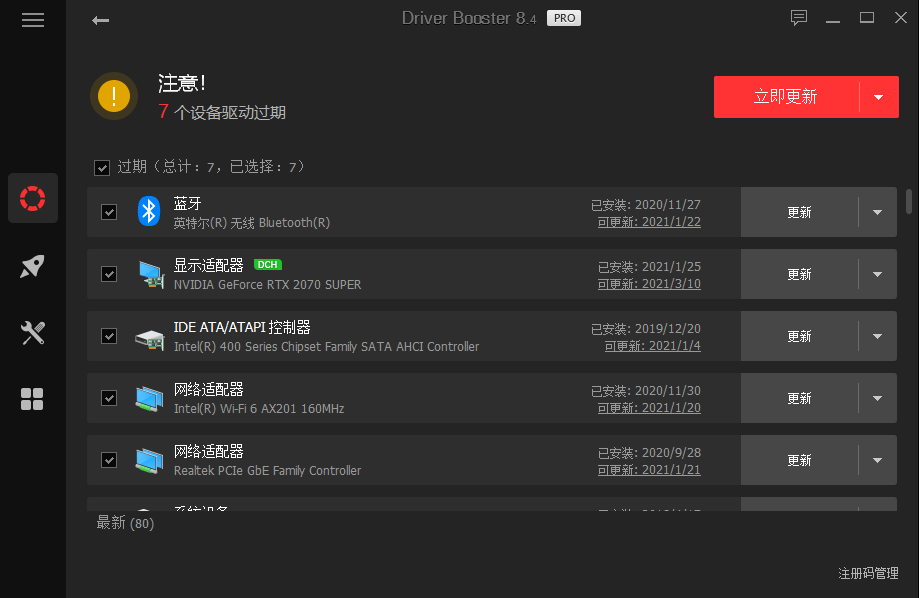 Driver Booster 8.4 PRO
注意!
7 个设备驱动过期
立即更新
过期（总计: 7, 已选择: 7）
蓝牙
英特尔(R) 无线 Bluetooth(R)
已安装: 2020/11/27
可更新: 2021/1/22
更新
显示适配器 DCH
NVIDIA GeForce RTX 2070 SUPER
已安装: 2021/1/25
可更新: 2021/3/10
更新
IDE ATA/ATAPI 控制器
Intel(R) 400 Series Chipset Family SATA AHCI Controller
已安装: 2019/12/20
可更新: 2021/1/4
更新
网络适配器
Intel(R) Wi-Fi 6 AX201 160MHz
已安装: 2020/11/30
可更新: 2021/1/20
更新
网络适配器
Realtek PCIe GbE Family Controller
已安装: 2020/9/28
可更新: 2021/1/21
更新
系统设备
最新 (80)
注册码管理